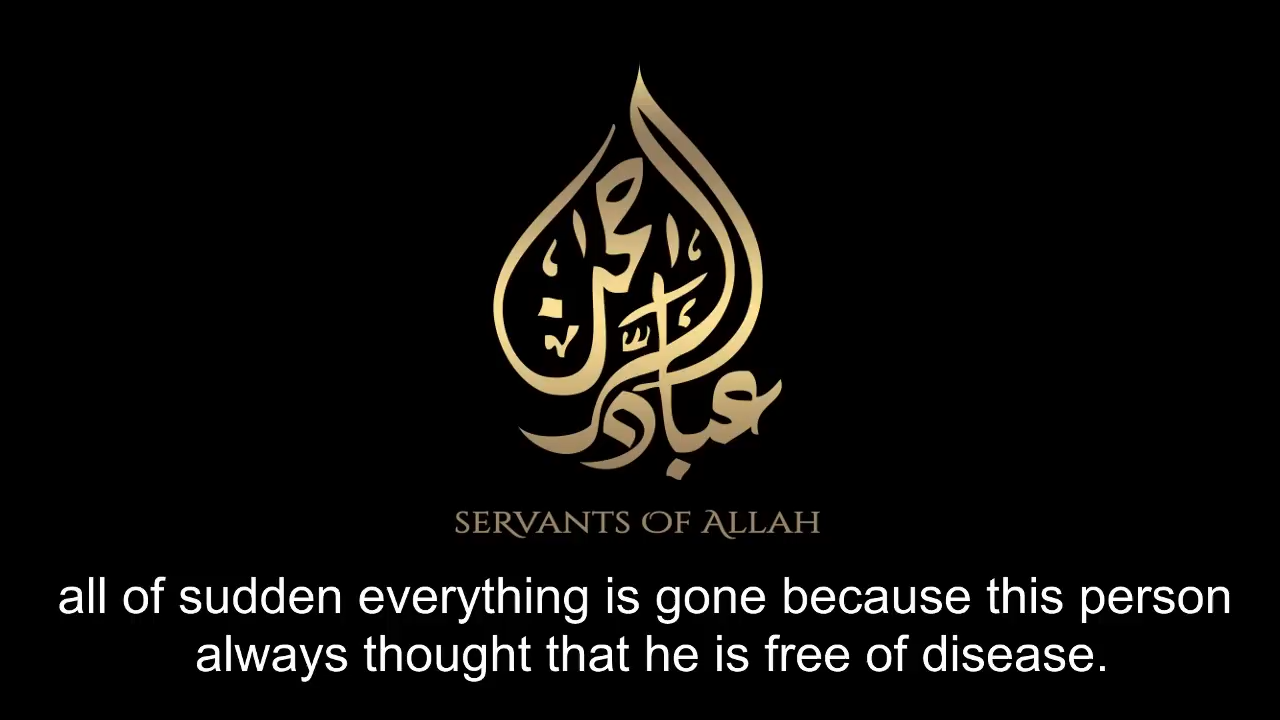 عباد الرحمن
SERVANTS OF ALLAH
all of sudden everything is gone because this person
always thought that he is free of disease.